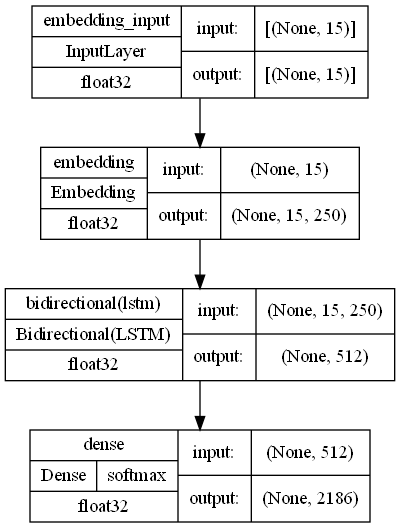 embedding_input input: [(None, 15)]
InputLayer
float32 output: [(None, 15)]
embedding input: (None, 15)
Embedding
float32 output: (None, 15, 250)
bidirectional(lstm) input: (None, 15, 250)
Bidirectional(LSTM)
float32 output: (None, 512)
dense input: (None, 512)
Dense softmax
float32 output: (None, 2186)